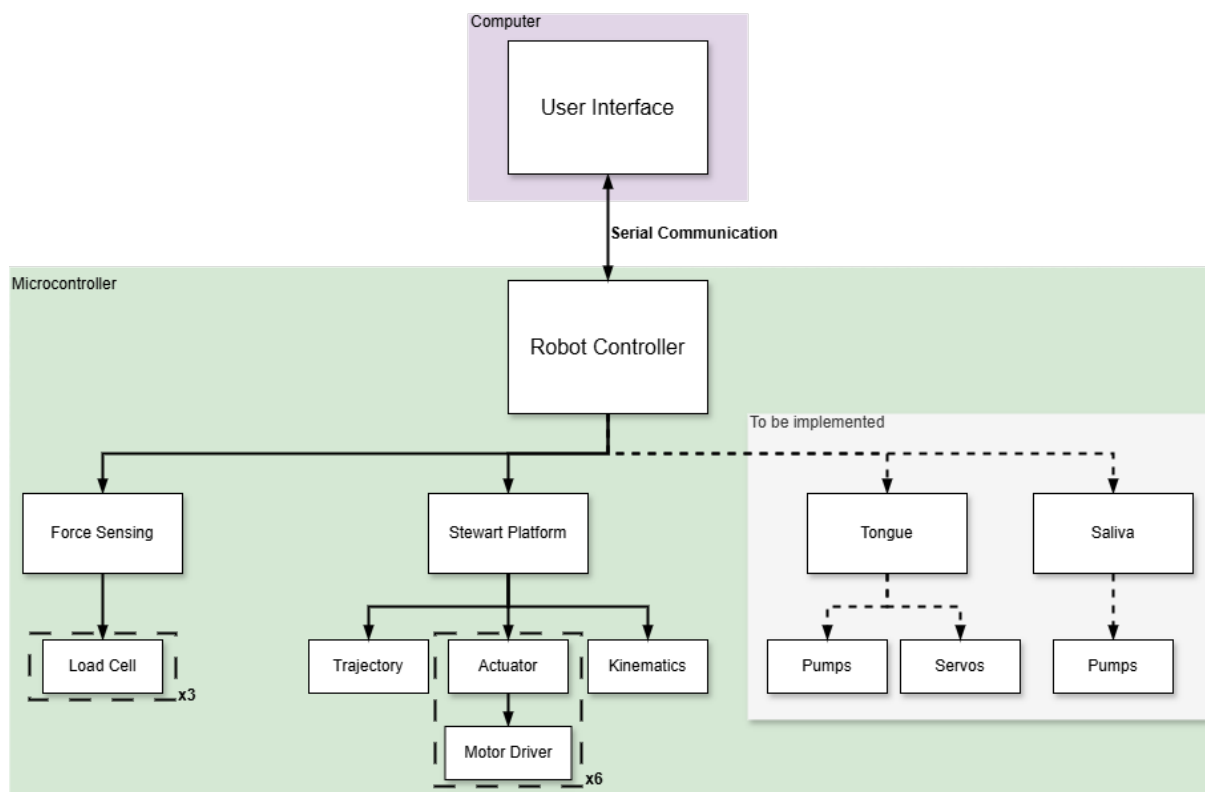 Computer
User Interface
Serial Communication
Microcontroller
Robot Controller
To be implemented
Force Sensing
Stewart Platform
Tongue
Saliva
Load Cell
x3
Trajectory
Actuator
Kinematics
Pumps
Servos
Pumps
Motor Driver
x6